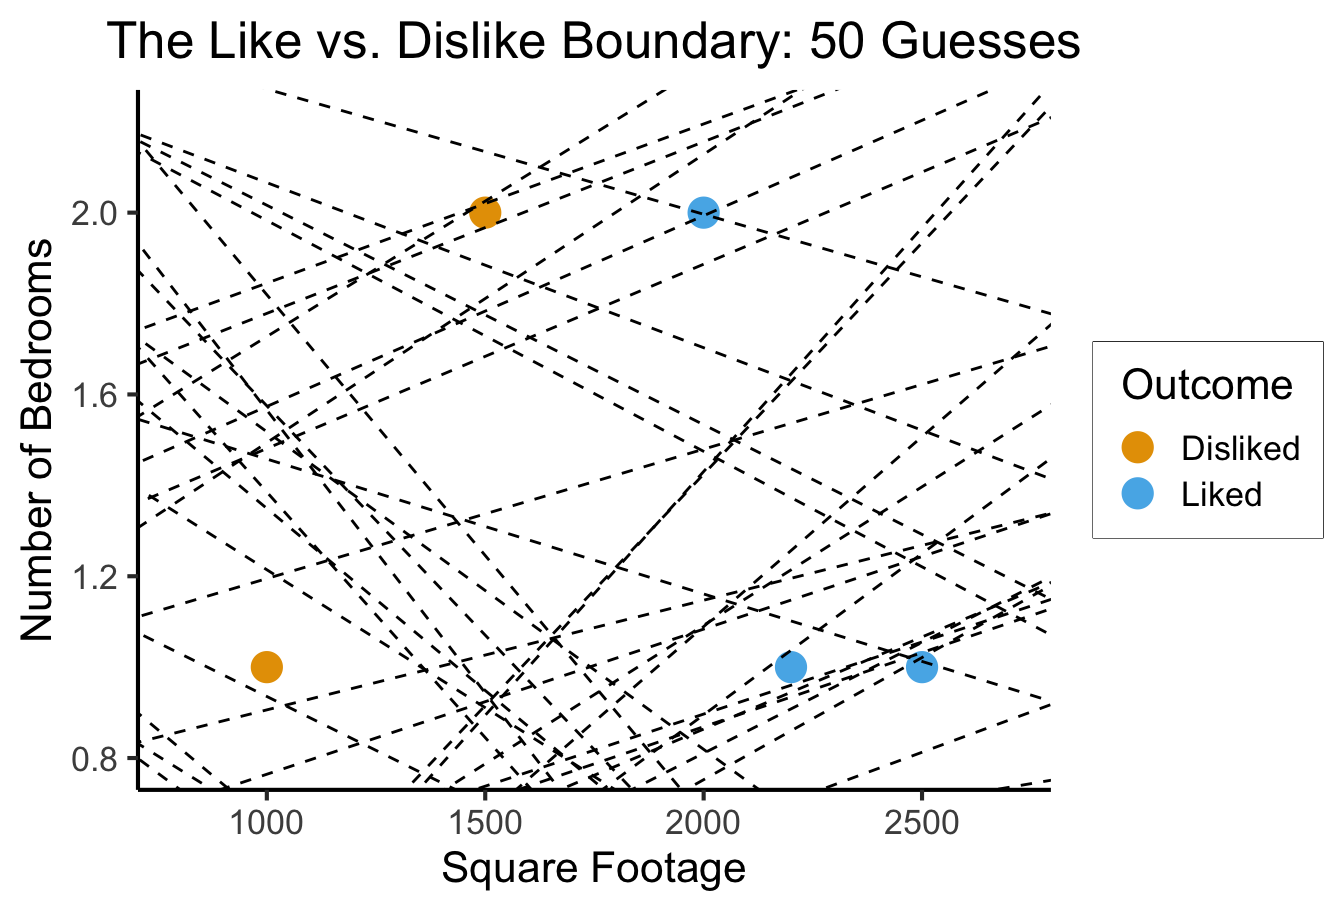 The Like vs. Dislike Boundary: 50 Guesses
Number of Bedrooms
2.0
1.6
1.2
0.8
1000 1500 2000 2500
Square Footage
Outcome
Disliked
Liked